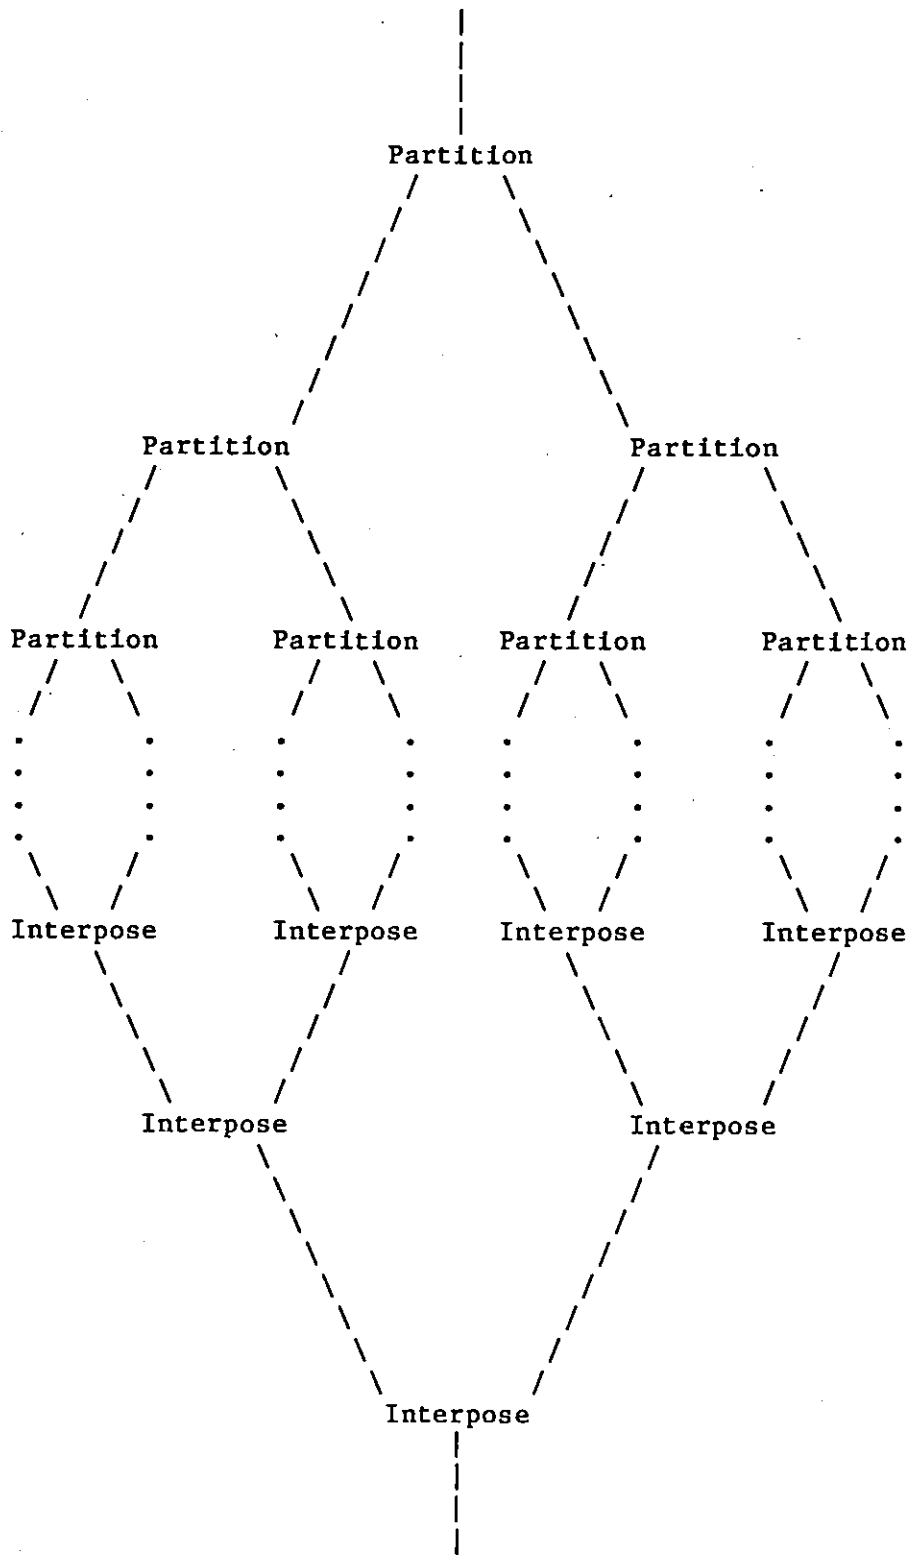 Partition
Partition Partition
Partition Partition Partition Partition
Interpose Interpose Interpose Interpose
Interpose Interpose
Interpose